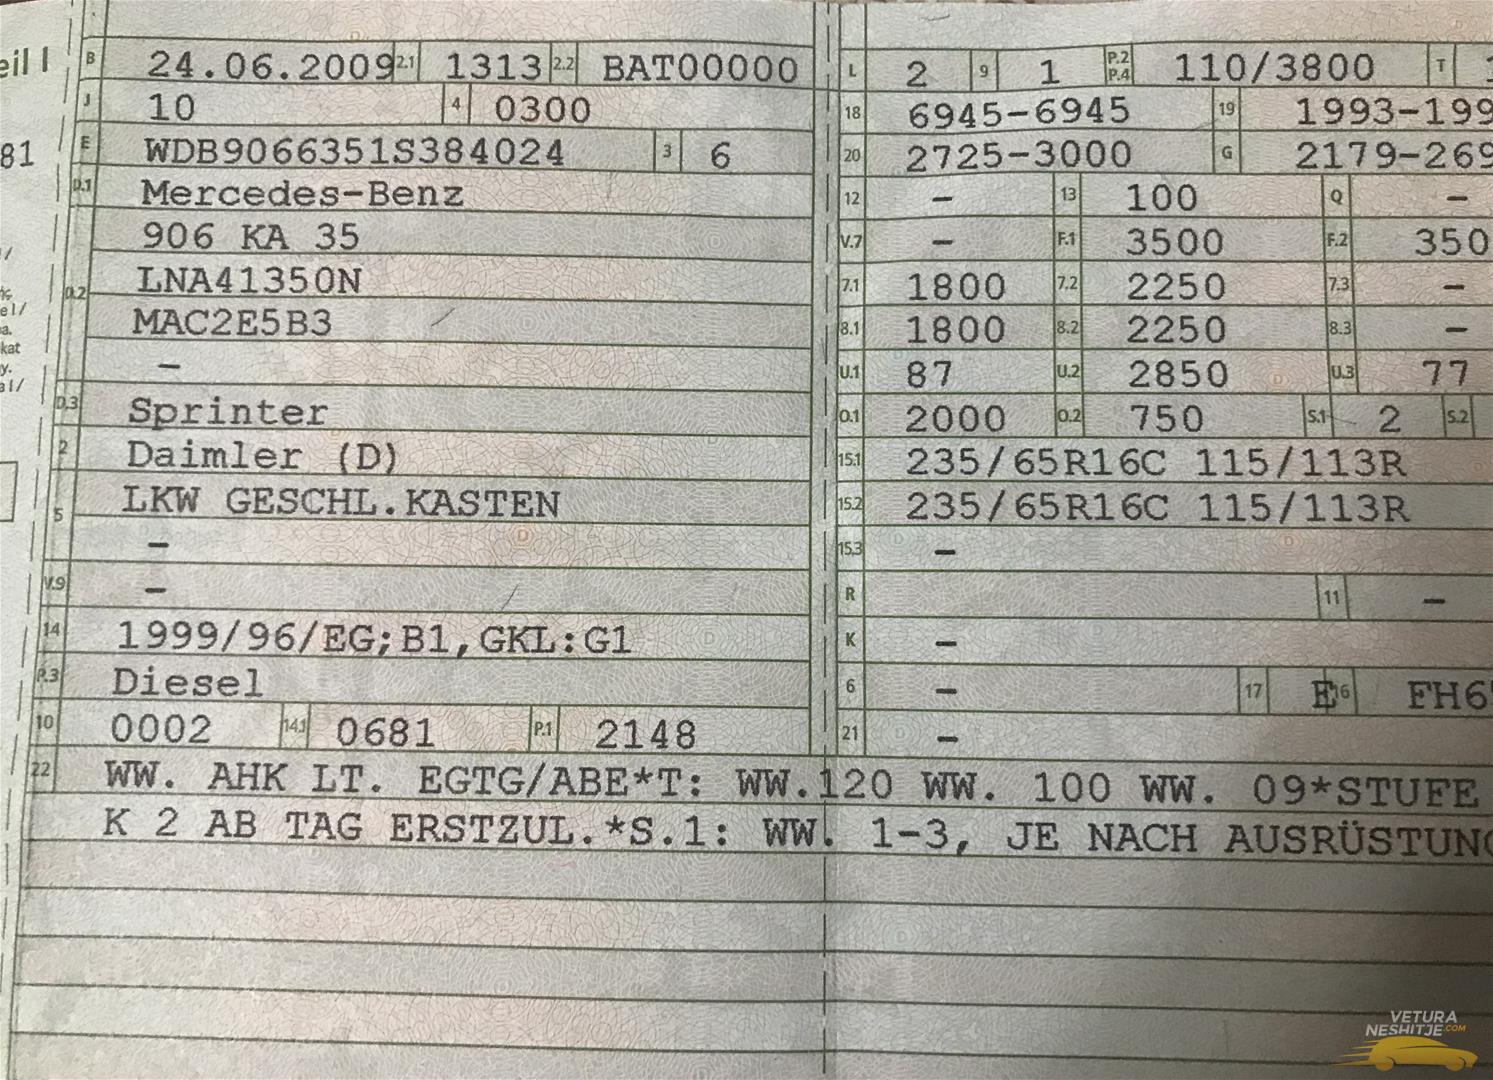 eil I
B 24.06.2009 2.1 1313 2.2 BAT00000
J 10 4 0300
81
E WDB9066351S384024 3 6
D.1 Mercedes-Benz
906 KA 35
D.2 LNA41350N
MAC2E5B3
–
D.3 Sprinter
2 Daimler (D)
5 LKW GESCHL.KASTEN
–
V.9 –
14 1999/96/EG;B1,GKL:G1
P.3 Diesel
10 0002 14.1 0681 P.1 2148
L 2 9 1 P.2 P.4 110/3800 T
18 6945-6945 19 1993-199
20 2725-3000 G 2179-269
12 – 13 100 Q –
V.7 – F.1 3500 F.2 350
7.1 1800 7.2 2250 7.3 –
8.1 1800 8.2 2250 8.3 –
U.1 87 U.2 2850 U.3 77
O.1 2000 O.2 750 S.1 2 S.2
15.1 235/65R16C 115/113R
15.2 235/65R16C 115/113R
15.3 –
R 11 –
K –
6 – 17 E 16 FH6
21 –
22 WW. AHK LT. EGTG/ABE*T: WW.120 WW. 100 WW. 09*STUFE
K 2 AB TAG ERSTZUL.*S.1: WW. 1-3, JE NACH AUSRÜSTUNG
VETURA
NESHITJE.COM